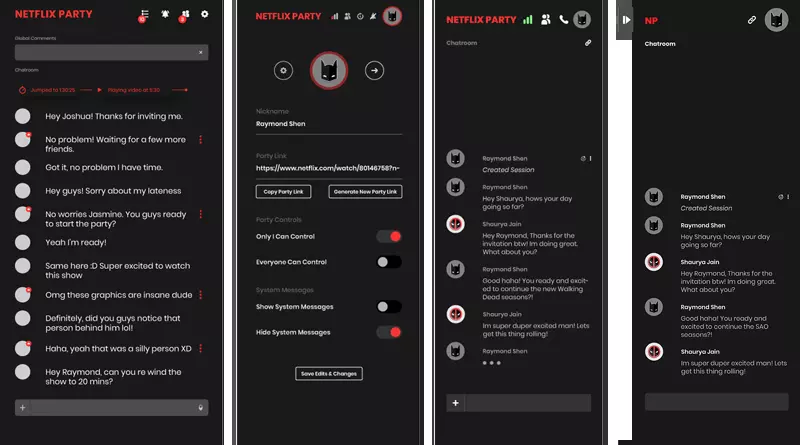 NETFLIX PARTY
Global Comments
Chatroom
Jumped to 1:30:25
Playing video at 5:30
Hey Joshua! Thanks for inviting me.
No problem! Waiting for a few more
friends.
Got it, no problem I have time.
Hey guys! Sorry about my lateness
No worries Jasmine. You guys ready
to start the party?
Yeah I'm ready!
Same here :D Super excited to watch
this show
Omg these graphics are insane dude
Definitely, did you guys notice that
person behind him lol!
Haha, yeah that was a silly person XD
Hey Raymond, can you re wind the
show to 20 mins?
NETFLIX PARTY
Nickname
Raymond Shen
Party Link
https://www.netflix.com/watch/80146758?n-
Copy Party Link
Generate New Party Link
Party Controls
Only I Can Control
Everyone Can Control
System Messages
Show System Messages
Hide System Messages
Save Edits & Changes
NETFLIX PARTY
Chatroom
Raymond Shen
Created Session
Raymond Shen
Hey Shaurya, hows your day
going so far?
Shaurya Jain
Hey Raymond, Thanks for the
invitation btw! Im doing great.
What about you?
Raymond Shen
Good haha! You ready and excit-
ed to continue the new Walking
Dead seasons?!
Shaurya Jain
Im super duper excited man! Lets
get this thing rolling!
Raymond Shen
NP
Chatroom
Raymond Shen
Created Session
Raymond Shen
Hey Shaurya, hows your day
going so far?
Shaurya Jain
Hey Raymond, Thanks for the
invitation btw! Im doing great.
What about you?
Raymond Shen
Good haha! You ready and
excited to continue the SAO
seasons?!
Shaurya Jain
Im super duper excited man! Lets
get this thing rolling!